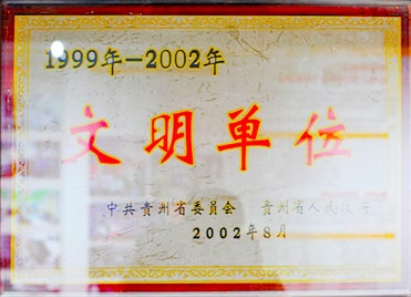 1999年—2002年
文明单位
中共贵州省委员会 贵州省人民政府
2002年8月